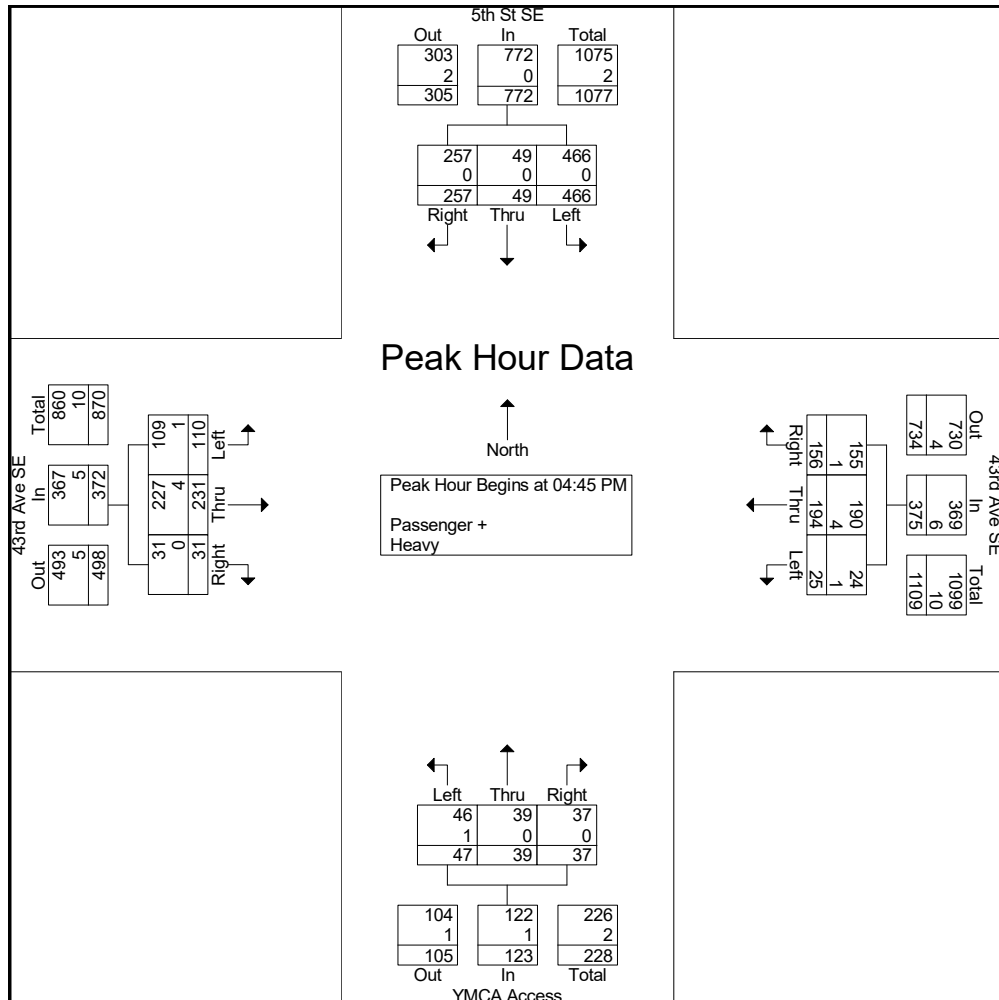 5th St SE
Out In Total
303 772 1075
2 0 2
305 772 1077
257 49 466
0 0 0
257 49 466
Right Thru Left
Peak Hour Data
North
Peak Hour Begins at 04:45 PM
Passenger +
Heavy
43rd Ave SE
Out In Total
493 367 860
5 5 10
498 372 870
31 227 109
0 4 1
31 231 110
Right Thru Left
43rd Ave SE
Out In Total
730 369 1099
4 6 10
734 375 1109
155 190 24
1 4 1
156 194 25
Right Thru Left
Left Thru Right
46 39 37
1 0 0
47 39 37
104 122 226
1 1 2
105 123 228
Out In Total
YMCA Access